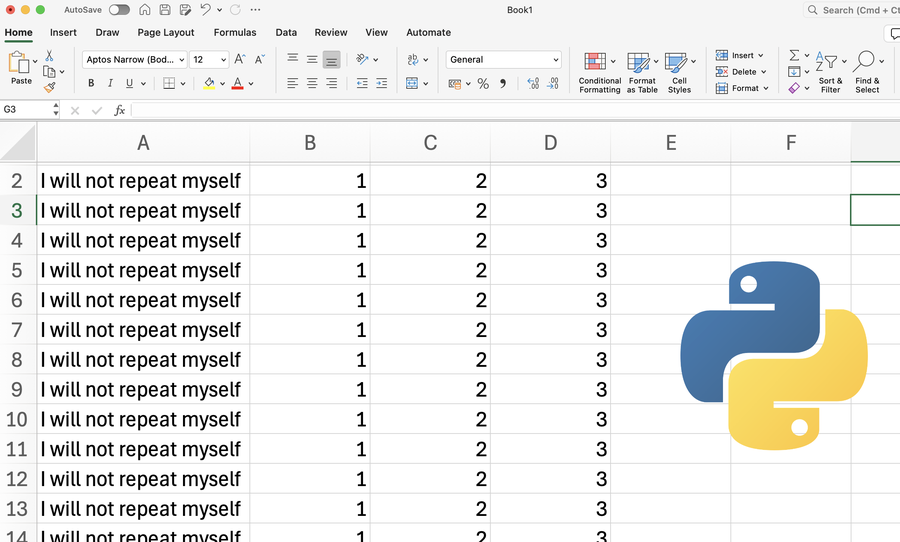 AutoSave
Book1
Search (Cmd + Ct
Home Insert Draw Page Layout Formulas Data Review View Automate
Paste
Aptos Narrow (Bod... 12 A A
B I U A
ab
General
% 9
Conditional Formatting
Format as Table
Cell Styles
Insert
Delete
Format
Sort & Filter
Find & Select
G3 fx
A B C D E F
2 I will not repeat myself 1 2 3
3 I will not repeat myself 1 2 3
4 I will not repeat myself 1 2 3
5 I will not repeat myself 1 2 3
6 I will not repeat myself 1 2 3
7 I will not repeat myself 1 2 3
8 I will not repeat myself 1 2 3
9 I will not repeat myself 1 2 3
10 I will not repeat myself 1 2 3
11 I will not repeat myself 1 2 3
12 I will not repeat myself 1 2 3
13 I will not repeat myself 1 2 3
14 I will not repeat myself 1 2 3